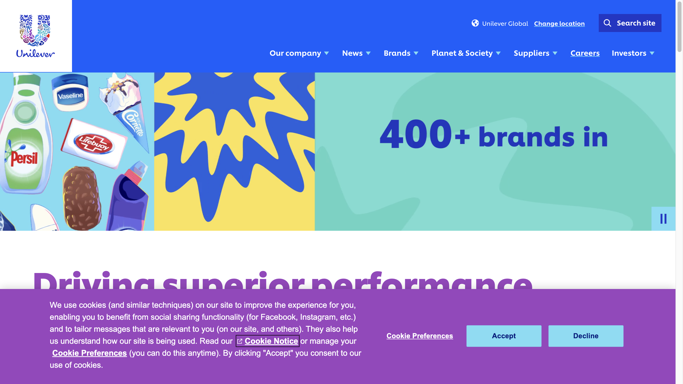 Unilever
Unilever Global Change location
Search site
Our company News Brands Planet & Society Suppliers Careers Investors
Vaseline
Cornetto
Lifebuoy
Persil
400+ brands in
Driving superior performance
We use cookies (and similar techniques) on our site to improve the experience for you,
enabling you to benefit from social sharing functionality (for Facebook, Instagram, etc.)
and to tailor messages that are relevant to you (on our site, and others). They also help
us understand how our site is being used. Read our Cookie Notice or manage your
Cookie Preferences (you can do this anytime). By clicking "Accept" you consent to our
use of cookies.
Cookie Preferences
Accept
Decline